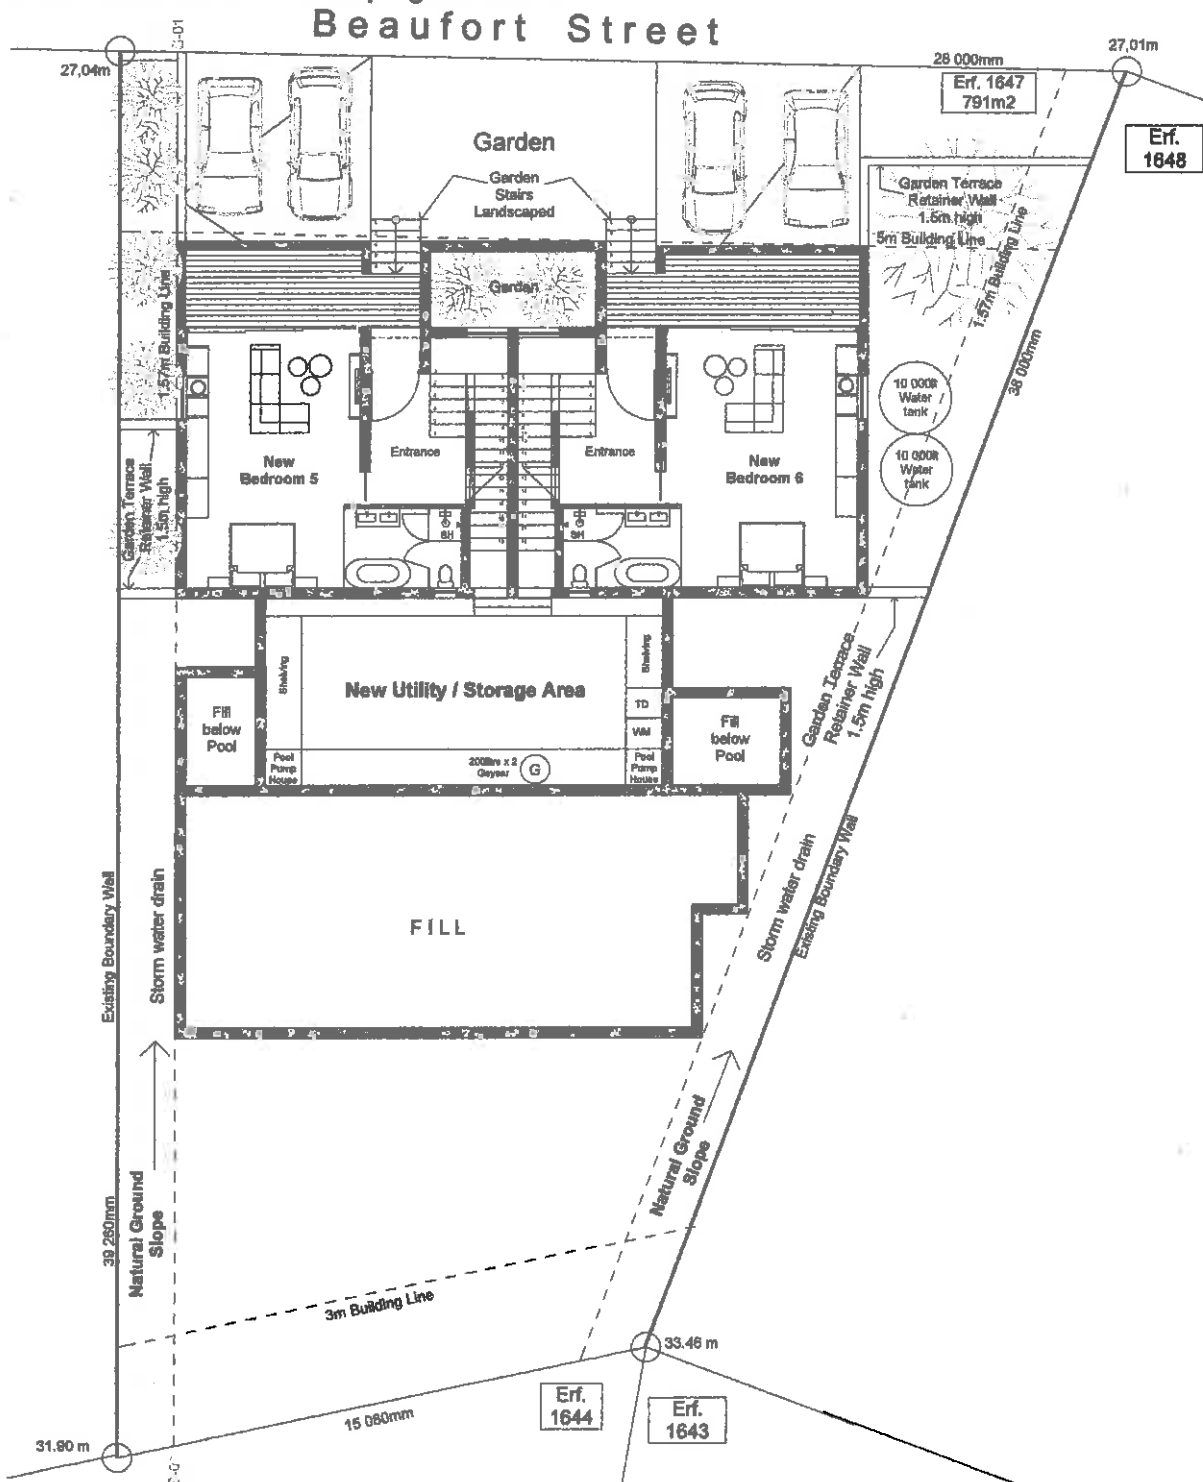 Beaufort Street
27,04m
28 000mm
27,01m
Erf. 1647
791m2
Erf.
1648
Garden
Garden
Stairs
Landscaped
Garden Terrace
Retainer Wall
1.5m high
5m Building Line
1.57m Building Line
1.57m Building Line
Garden
38 000mm
10 000lt
Water
tank
10 000lt
Water
tank
Entrance
Entrance
New
Bedroom 5
New
Bedroom 6
Garden Terrace
Retainer Wall
1.5m high
SH
SH
Shelving
Shelving
New Utility / Storage Area
TD
WM
Fill
below
Pool
Fill
below
Pool
Pool
Pump
House
200litre x 2
Geyser
G
Pool
Pump
House
Garden Terrace
Retainer Wall
1.5m high
Existing Boundary Wall
Storm water drain
FILL
Storm water drain
Existing Boundary Wall
Natural Ground
Slope
Natural Ground
Slope
39 260mm
3m Building Line
33.46 m
Erf.
1644
Erf.
1643
15 080mm
31.90 m